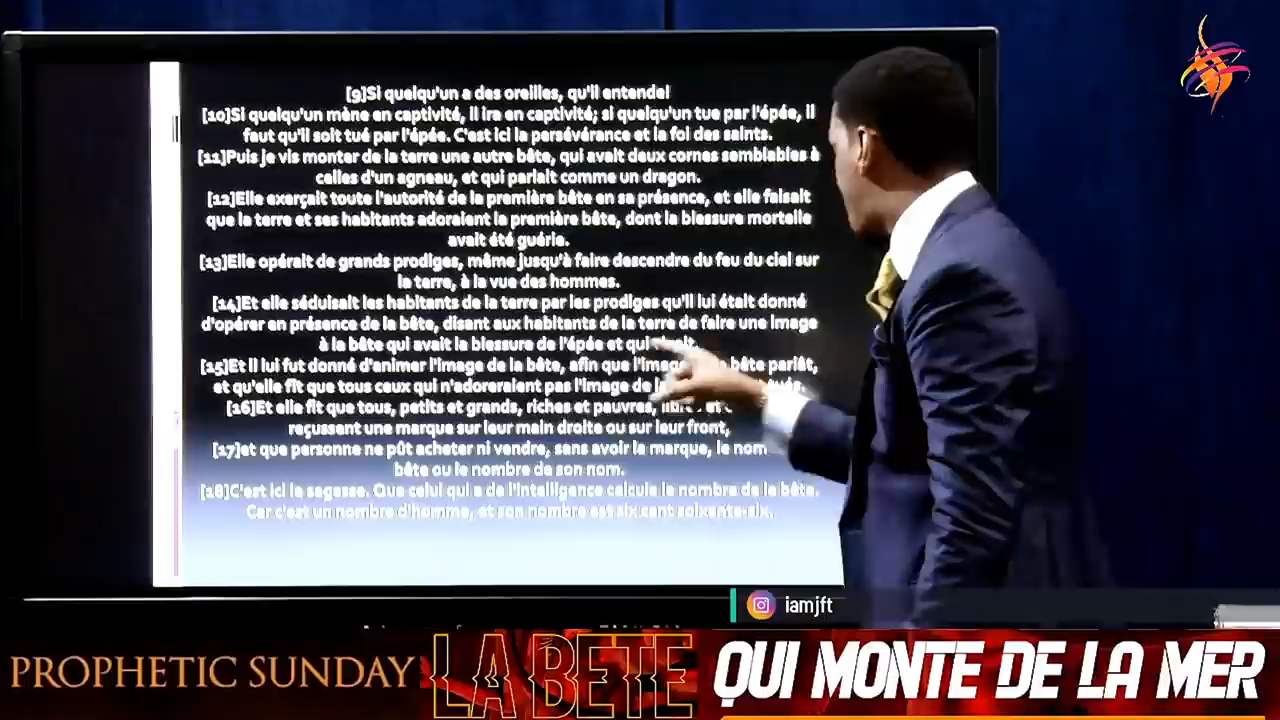 [9]Si quelqu'un a des oreilles, qu'il entende!
[10]Si quelqu'un mène en captivité, il ira en captivité; si quelqu'un tue par l'épée, il
faut qu'il soit tué par l'épée. C'est ici la persévérance et la foi des saints.
[11]Puis je vis monter de la terre une autre bête, qui avait deux cornes semblables à
celles d'un agneau, et qui parlait comme un dragon.
[12]Elle exerçait toute l'autorité de la première bête en sa présence, et elle faisait
que la terre et ses habitants adoraient la première bête, dont la blessure mortelle
avait été guérie.
[13]Elle opérait de grands prodiges, même jusqu'à faire descendre du feu du ciel sur
la terre, à la vue des hommes.
[14]Et elle séduisait les habitants de la terre par les prodiges qu'il lui était donné
d'opérer en présence de la bête, disant aux habitants de la terre de faire une image
à la bête qui avait la blessure de l'épée et qui
[15]Et il lui fut donné d'animer l'image de la bête, afin que l'image bête parlât,
et qu'elle fît que tous ceux qui n'adoreraient pas l'image de
[16]Et elle fit que tous, petits et grands, riches et pauvres,
reçussent une marque sur leur main droite ou sur leur front,
[17]et que personne ne pût acheter ni vendre, sans avoir la marque, le nom
bête ou le nombre de son nom.
[18]C'est ici la sagesse. Que celui qui a de l'intelligence calcule le nombre de la bête.
Car c'est un nombre d'homme, et son nombre est six cent soixante-six.
iamjft
PROPHETIC SUNDAY LA BETE QUI MONTE DE LA MER